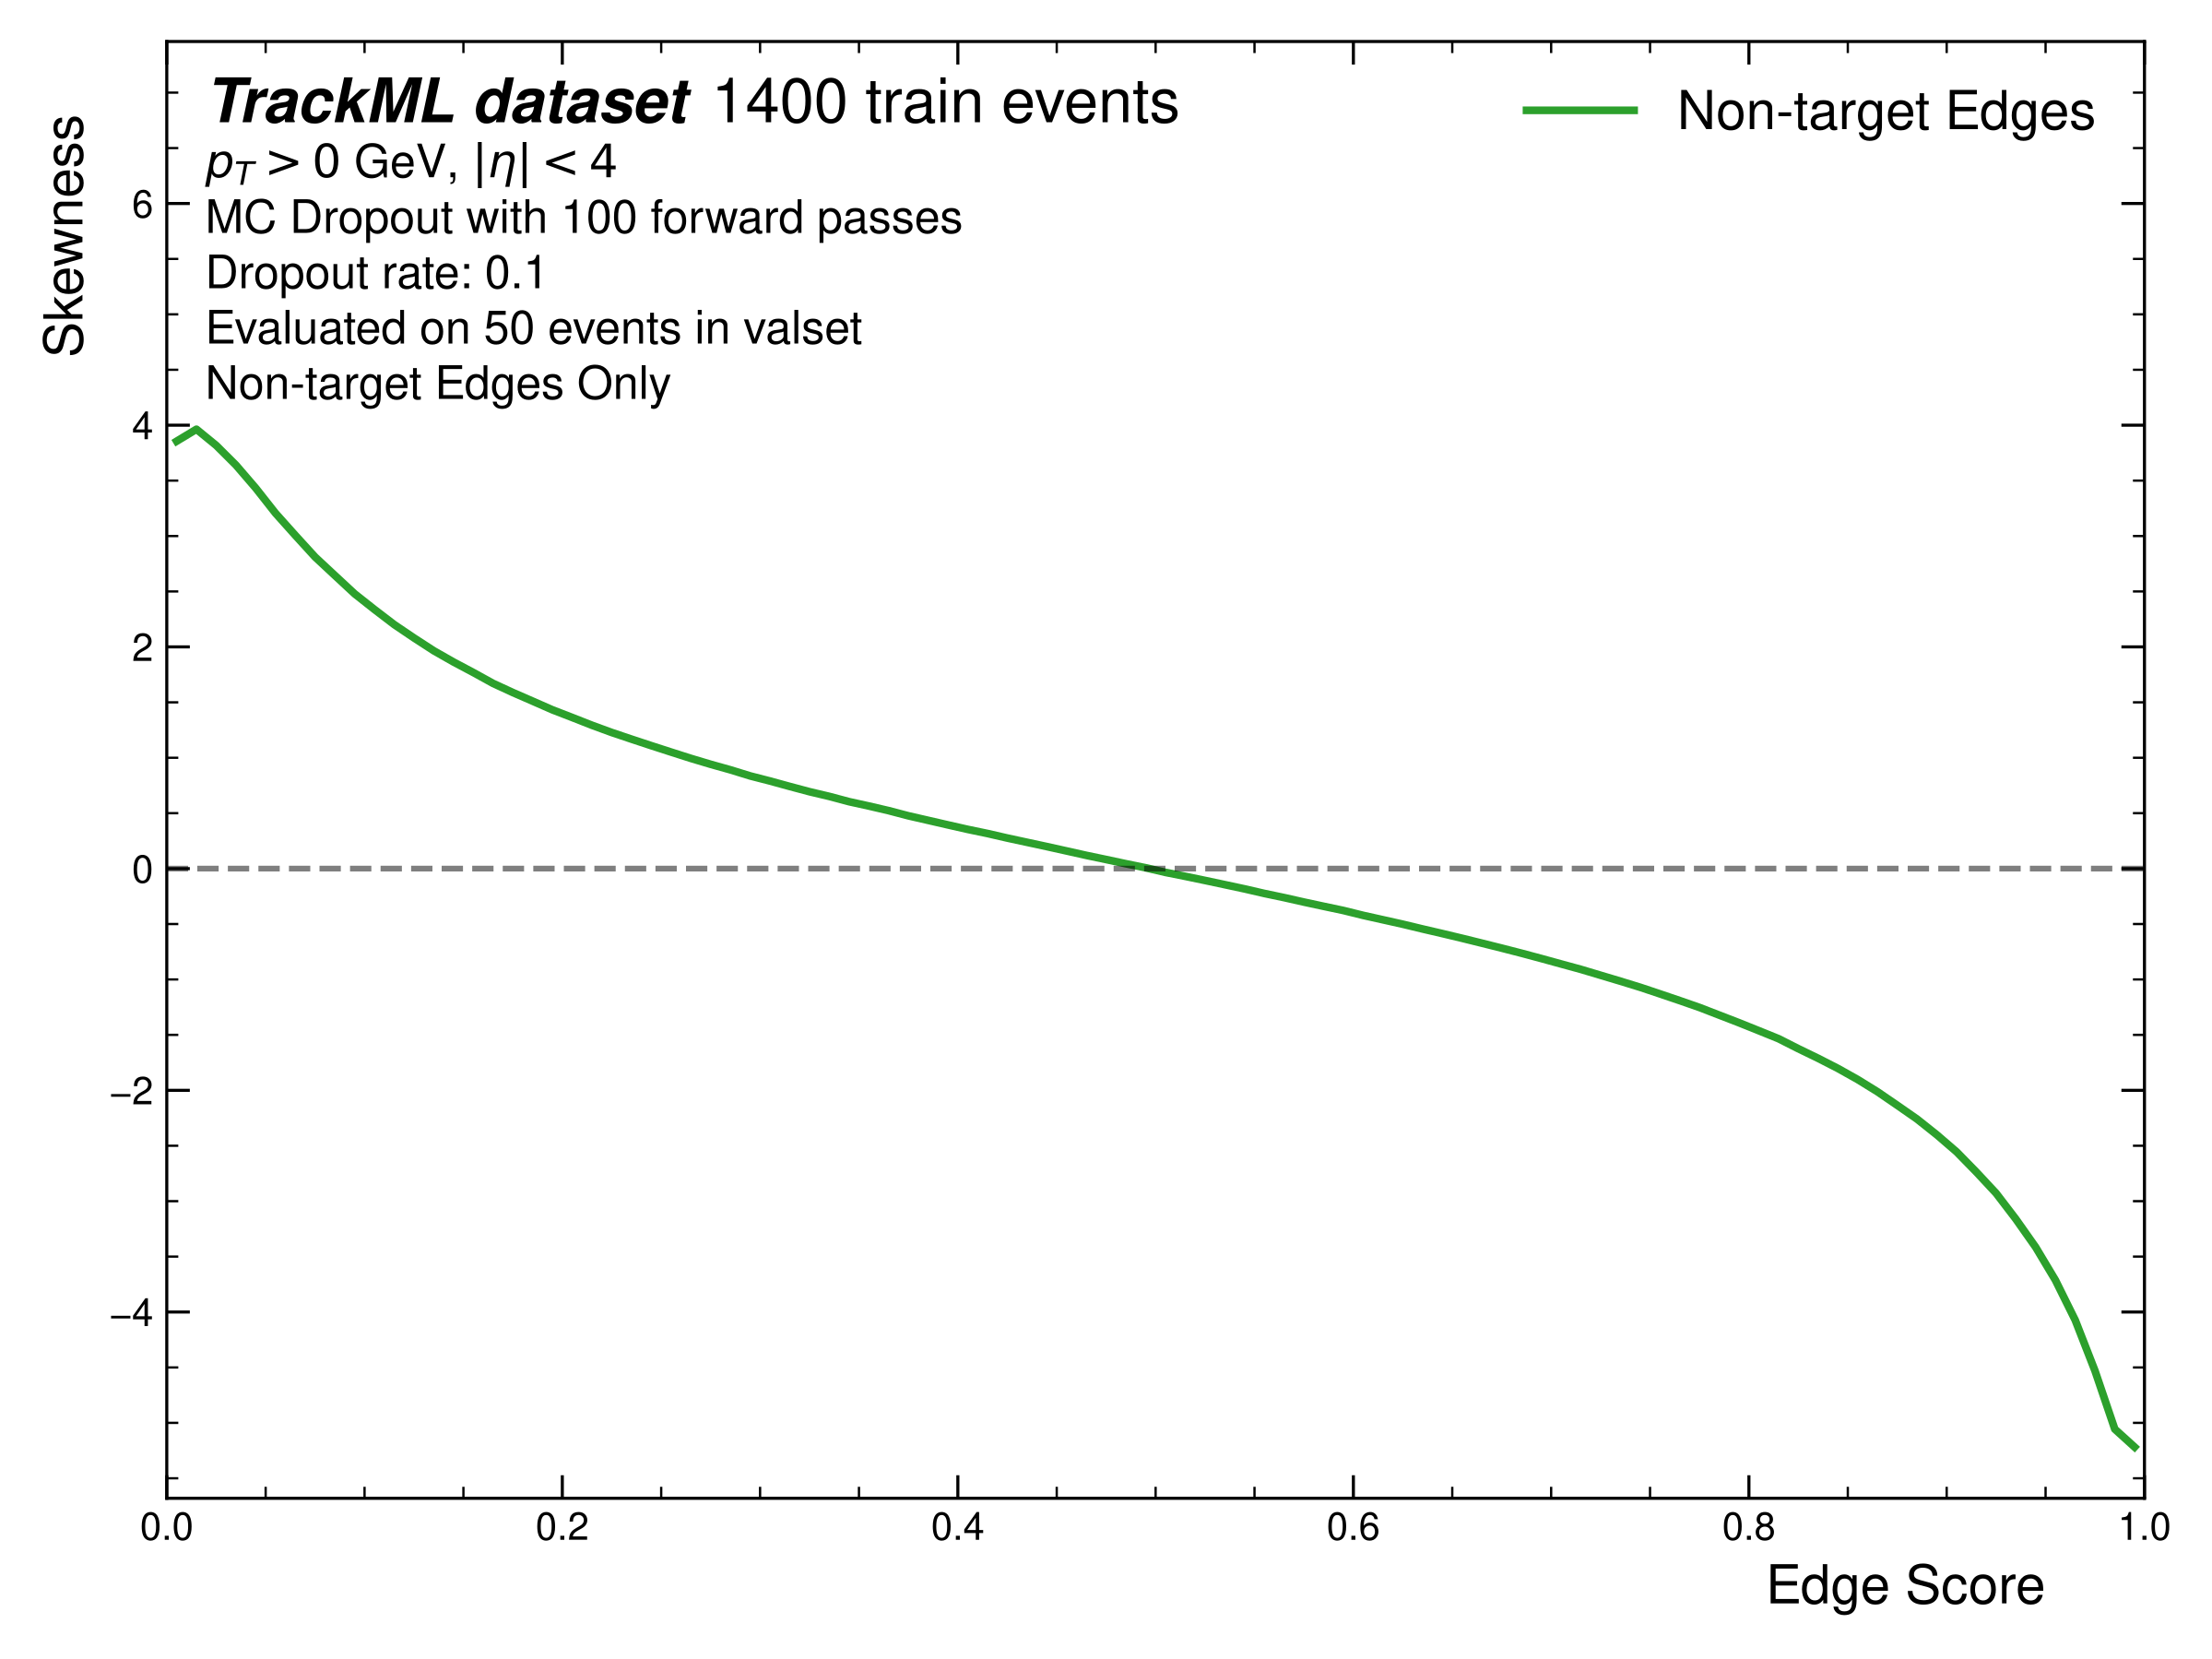 TrackML dataset 1400 train events
p_T > 0 GeV, |η| < 4
MC Dropout with 100 forward passes
Dropout rate: 0.1
Evaluated on 50 events in valset
Non-target Edges Only
Non-target Edges
Skewness
6
4
2
0
−2
−4
0.0 0.2 0.4 0.6 0.8 1.0
Edge Score